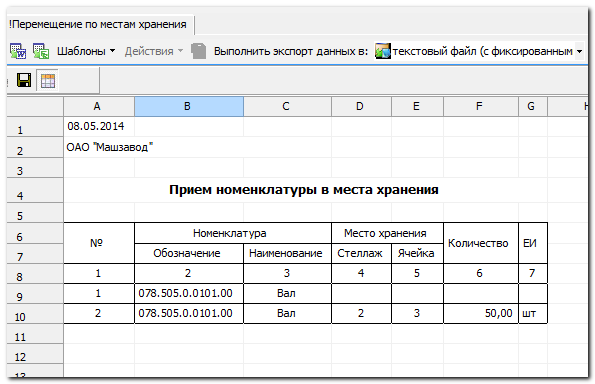 !Перемещение по местам хранения
Шаблоны Действия Выполнить экспорт данных в: текстовый файл (с фиксированным
A B C D E F G H
1 08.05.2014
2 ОАО "Машзавод"
3
4 Прием номенклатуры в места хранения
5
6 № Номенклатура Место хранения Количество ЕИ
7 Обозначение Наименование Стеллаж Ячейка
8 1 2 3 4 5 6 7
9 1 078.505.0.0101.00 Вал
10 2 078.505.0.0101.00 Вал 2 3 50,00 шт
11
12
13